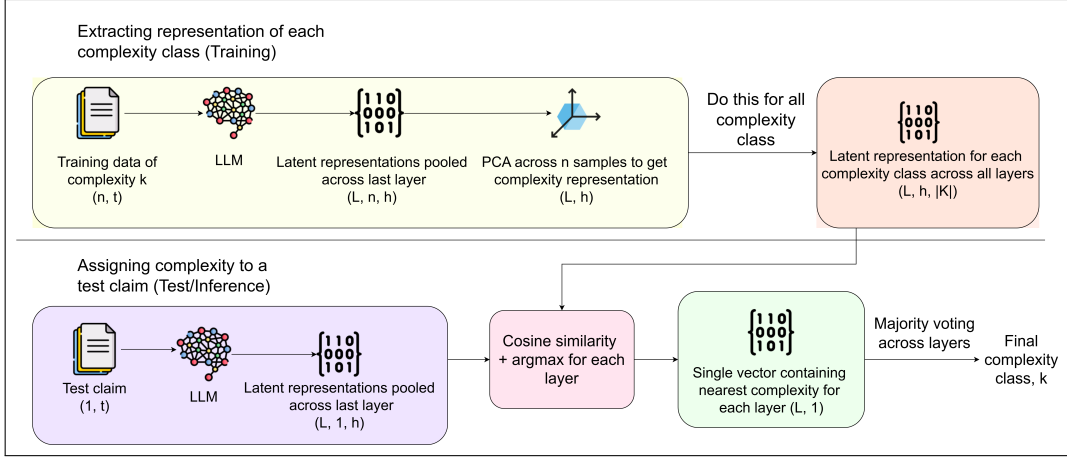 Extracting representation of each
complexity class (Training)
110
000
101
Training data of
complexity k
(n, t)
LLM
Latent representations pooled
across last layer
(L, n, h)
PCA across n samples to get
complexity representation
(L, h)
Do this for all
complexity
class
110
000
101
Latent representation for each
complexity class across all layers
(L, h, |K|)
Assigning complexity to a
test claim (Test/Inference)
Test claim
(1, t)
LLM
110
000
101
Latent representations pooled
across last layer
(L, 1, h)
Cosine similarity
+ argmax for each
layer
110
000
101
Single vector containing
nearest complexity for
each layer (L, 1)
Majority voting
across layers
Final
complexity
class, k